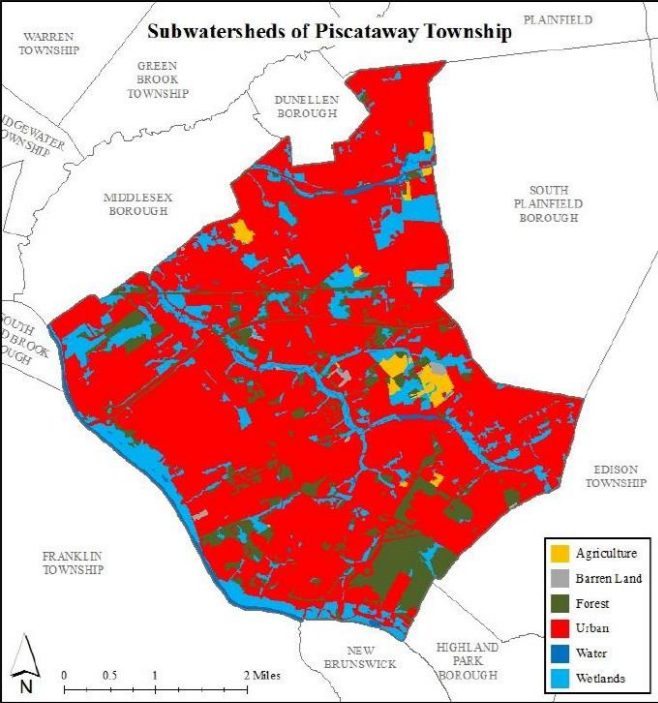 Subwatersheds of Piscataway Township
PLAINFIELD
WARREN
TOWNSHIP
GREEN
BROOK
TOWNSHIP
DUNELLEN
BOROUGH
TOWNSHIP
MIDDLESEX
BOROUGH
SOUTH
PLAINFIELD
BOROUGH
SOUTH
BROOK
EDISON
TOWNSHIP
FRANKLIN
TOWNSHIP
NEW
BRUNSWICK
HIGHLAND
PARK
BOROUGH
Agriculture
Barren Land
Forest
Urban
Water
Wetlands
N
0 0.5 1 2 Miles